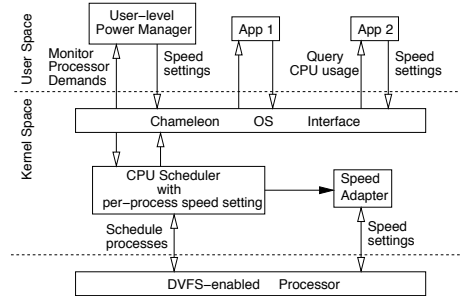 User Space
User-level
Power Manager
App 1
App 2
Monitor
Processor
Demands
Speed
settings
Query
CPU usage
Speed
settings
Kernel Space
Chameleon OS Interface
CPU Scheduler
with
per-process speed setting
Speed
Adapter
Schedule
processes
Speed
settings
DVFS-enabled Processor